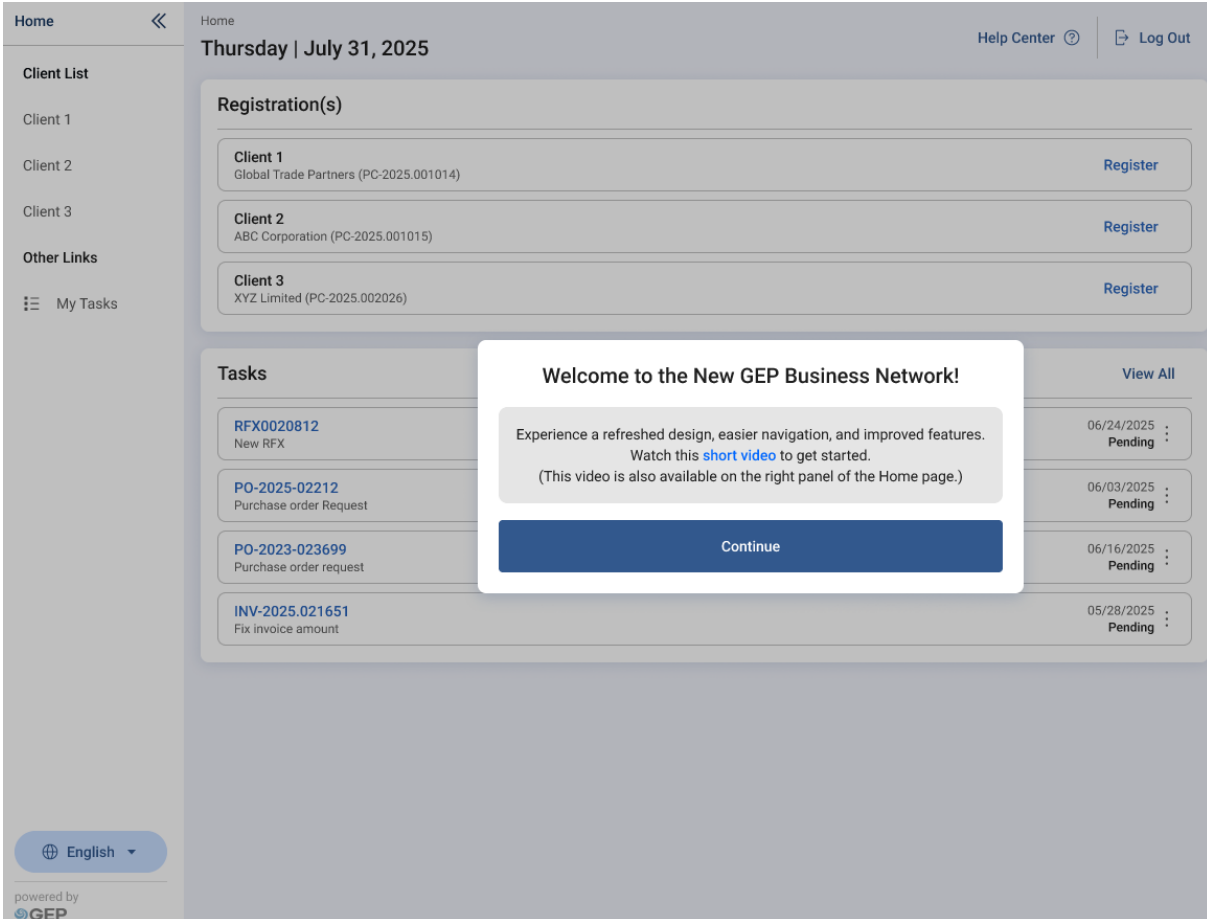 Home
Client List
Client 1
Client 2
Client 3
Other Links
My Tasks
English
powered by
GEP
Home
Thursday | July 31, 2025
Help Center
Log Out
Registration(s)
Client 1
Global Trade Partners (PC-2025.001014)
Register
Client 2
ABC Corporation (PC-2025.001015)
Register
Client 3
XYZ Limited (PC-2025.002026)
Register
Tasks
View All
RFX0020812
New RFX
06/24/2025
Pending
PO-2025-02212
Purchase order Request
06/03/2025
Pending
PO-2023-023699
Purchase order request
06/16/2025
Pending
INV-2025.021651
Fix invoice amount
05/28/2025
Pending
Welcome to the New GEP Business Network!
Experience a refreshed design, easier navigation, and improved features.
Watch this short video to get started.
(This video is also available on the right panel of the Home page.)
Continue